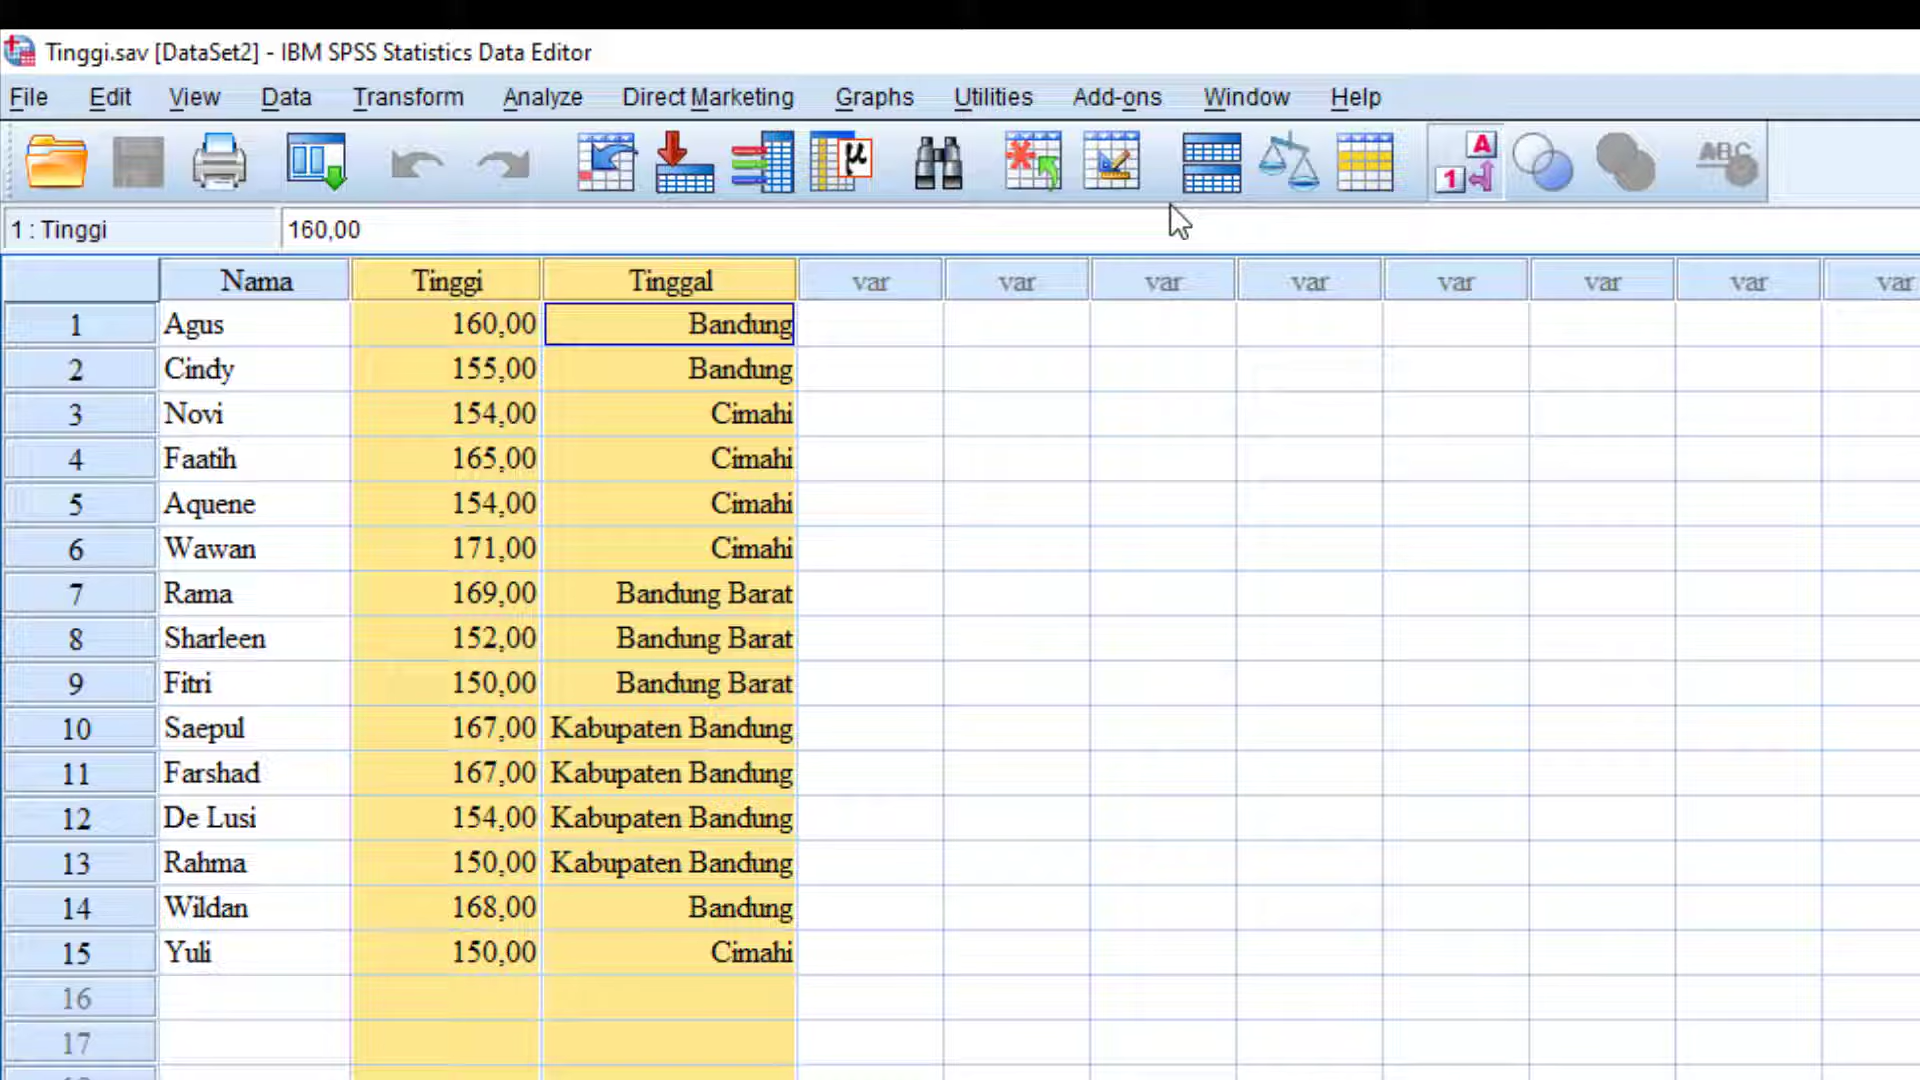 Tinggi.sav [DataSet2] - IBM SPSS Statistics Data Editor
File Edit View Data Transform Analyze Direct Marketing Graphs Utilities Add-ons Window Help
μ A 1 ABC
1 : Tinggi 160,00
Nama Tinggi Tinggal var var var var var var var var
1 Agus 160,00 Bandung
2 Cindy 155,00 Bandung
3 Novi 154,00 Cimahi
4 Faatih 165,00 Cimahi
5 Aquene 154,00 Cimahi
6 Wawan 171,00 Cimahi
7 Rama 169,00 Bandung Barat
8 Sharleen 152,00 Bandung Barat
9 Fitri 150,00 Bandung Barat
10 Saepul 167,00 Kabupaten Bandung
11 Farshad 167,00 Kabupaten Bandung
12 De Lusi 154,00 Kabupaten Bandung
13 Rahma 150,00 Kabupaten Bandung
14 Wildan 168,00 Bandung
15 Yuli 150,00 Cimahi
16
17